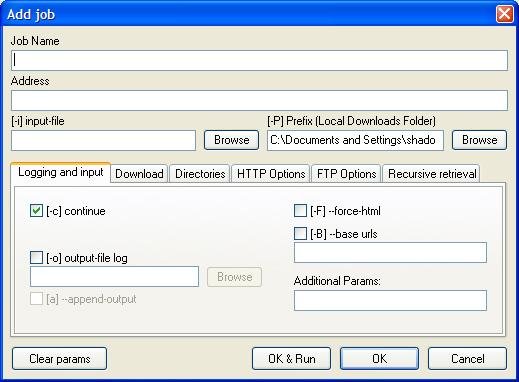 Add job
Job Name
Address
[-i] input-file [-P] Prefix (Local Downloads Folder)
Browse C:\Documents and Settings\shado Browse
Logging and input Download Directories HTTP Options FTP Options Recursive retrieval
[-c] continue [-F] --force-html
[-B] --base urls
[-o] output-file log
Browse Additional Params:
[a] --append-output
Clear params OK & Run OK Cancel